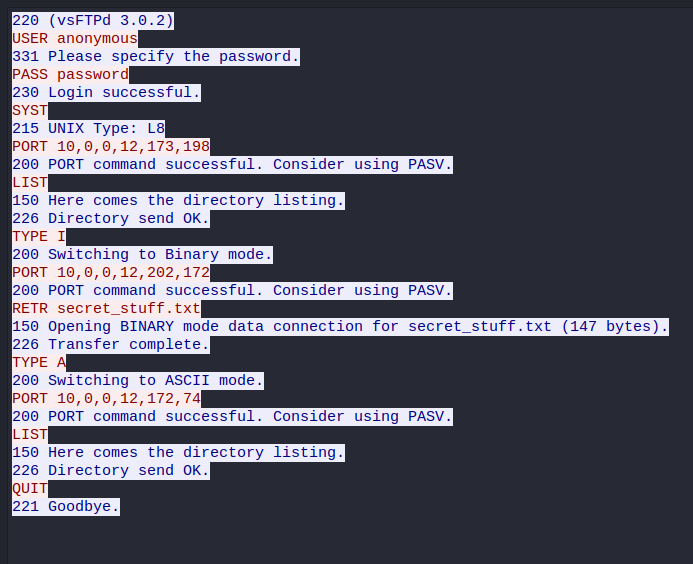 220 (vsFTPd 3.0.2)
USER anonymous
331 Please specify the password.
PASS password
230 Login successful.
SYST
215 UNIX Type: L8
PORT 10,0,0,12,173,198
200 PORT command successful. Consider using PASV.
LIST
150 Here comes the directory listing.
226 Directory send OK.
TYPE I
200 Switching to Binary mode.
PORT 10,0,0,12,202,172
200 PORT command successful. Consider using PASV.
RETR secret_stuff.txt
150 Opening BINARY mode data connection for secret_stuff.txt (147 bytes).
226 Transfer complete.
TYPE A
200 Switching to ASCII mode.
PORT 10,0,0,12,172,74
200 PORT command successful. Consider using PASV.
LIST
150 Here comes the directory listing.
226 Directory send OK.
QUIT
221 Goodbye.